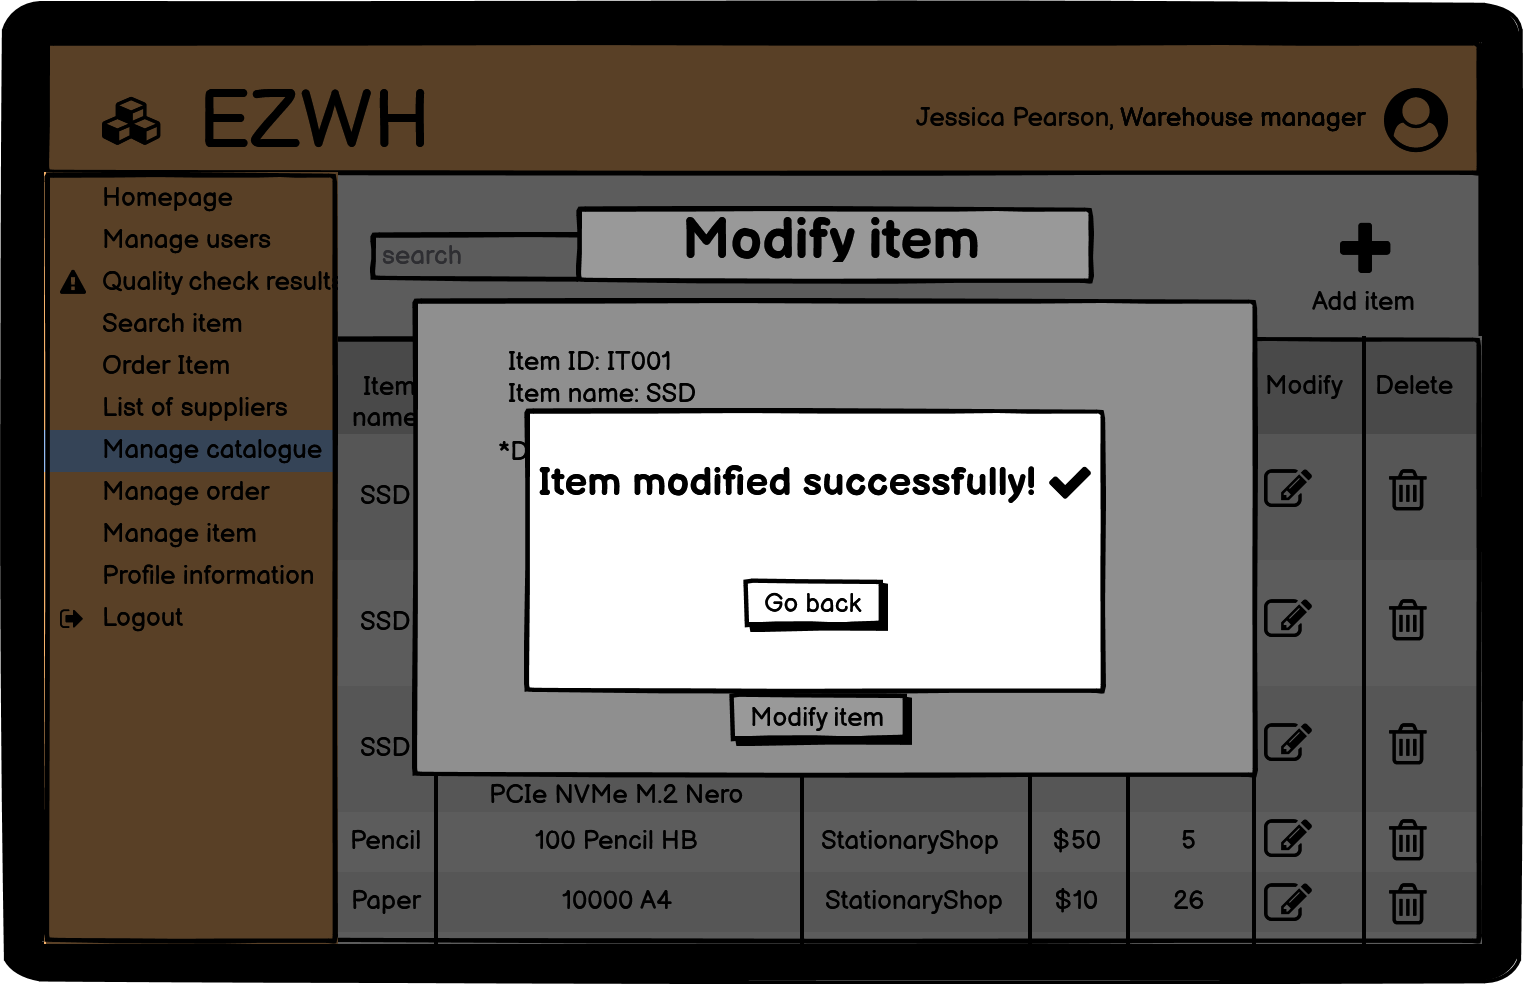 EZWH
Jessica Pearson, Warehouse manager
Homepage
Manage users
Quality check results
Search item
Order Item
List of suppliers
Manage catalogue
Manage order
Manage item
Profile information
Logout
search
Modify item
Add item
Item
name
Modify
Delete
Item ID: IT001
Item name: SSD
*D
Item modified successfully!
Go back
Modify item
SSD
SSD
SSD
PCIe NVMe M.2 Nero
Pencil 100 Pencil HB StationaryShop $50 5
Paper 10000 A4 StationaryShop $10 26